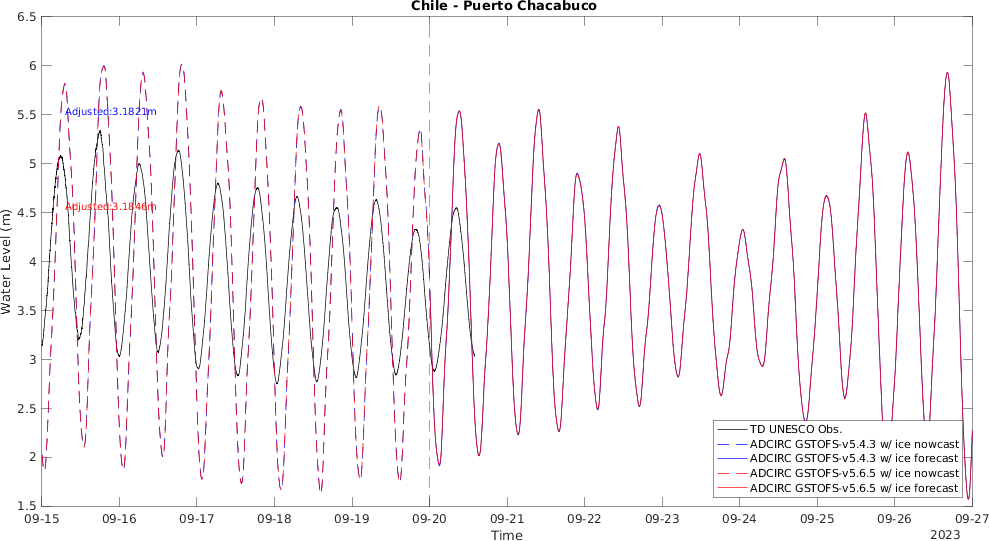 Chile - Puerto Chacabuco
6.5
6
5.5
5
4.5
4
3.5
3
2.5
2
1.5
Water Level (m)
Adjusted:3.1821m
Adjusted:3.1846m
TD UNESCO Obs.
ADCIRC GSTOFS-v5.4.3 w/ ice nowcast
ADCIRC GSTOFS-v5.4.3 w/ ice forecast
ADCIRC GSTOFS-v5.6.5 w/ ice nowcast
ADCIRC GSTOFS-v5.6.5 w/ ice forecast
09-15 09-16 09-17 09-18 09-19 09-20 09-21 09-22 09-23 09-24 09-25 09-26 09-27
Time
2023